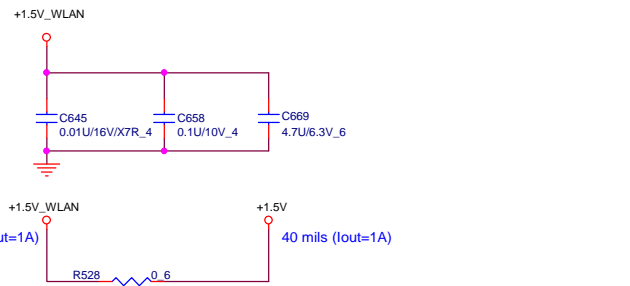 +1.5V_WLAN
C645
0.01U/16V/X7R_4
C658
0.1U/10V_4
C669
4.7U/6.3V_6
+1.5V_WLAN
+1.5V
ut=1A)
40 mils (Iout=1A)
R528
0_6